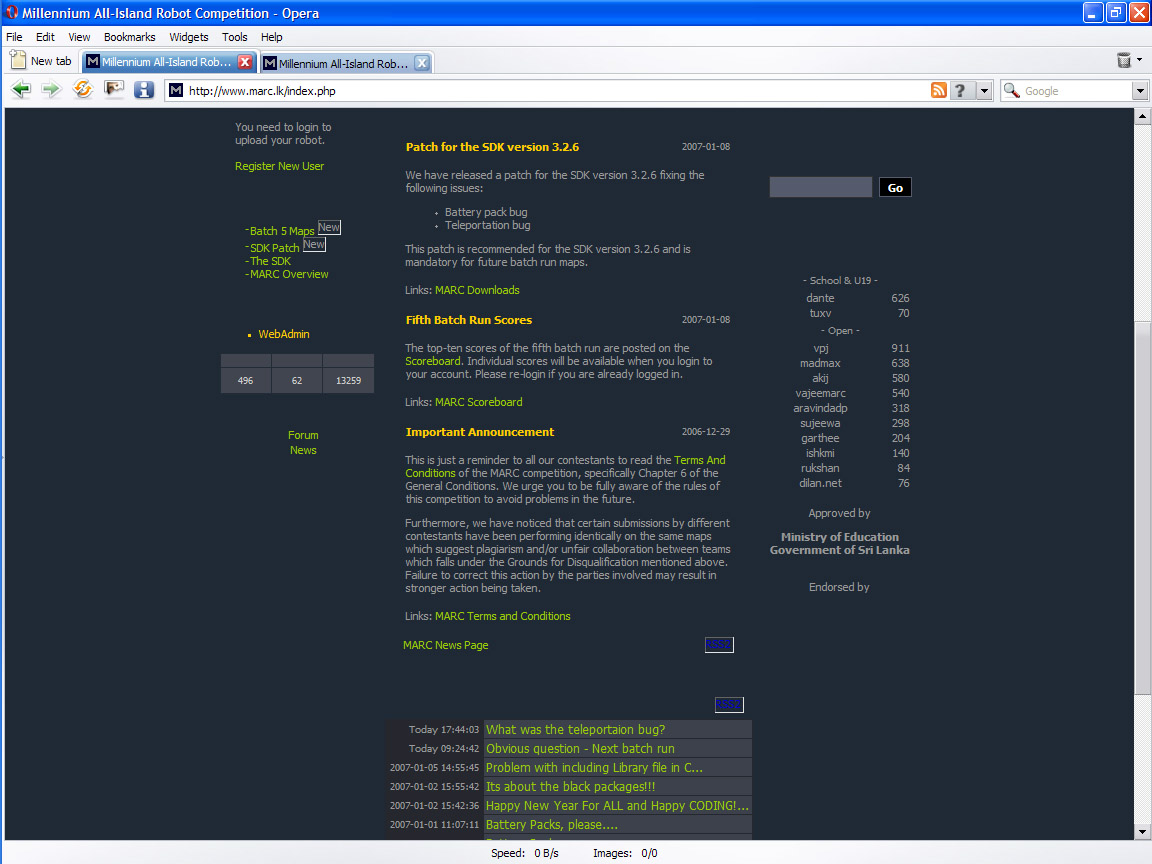 Millennium All-Island Robot Competition - Opera
File Edit View Bookmarks Widgets Tools Help
New tab
Millennium All-Island Rob...
Millennium All-Island Rob...
http://www.marc.lk/index.php
Google
You need to login to
upload your robot.
Register New User
-Batch 5 Maps New
-SDK Patch New
-The SDK
-MARC Overview
WebAdmin
496 62 13259
Forum
News
Patch for the SDK version 3.2.6 2007-01-08
We have released a patch for the SDK version 3.2.6 fixing the
following issues:
Battery pack bug
Teleportation bug
This patch is recommended for the SDK version 3.2.6 and is
mandatory for future batch run maps.
Links: MARC Downloads
Fifth Batch Run Scores 2007-01-08
The top-ten scores of the fifth batch run are posted on the
Scoreboard. Individual scores will be available when you login to
your account. Please re-login if you are already logged in.
Links: MARC Scoreboard
Important Announcement 2006-12-29
This is just a reminder to all our contestants to read the Terms And
Conditions of the MARC competition, specifically Chapter 6 of the
General Conditions. We urge you to be fully aware of the rules of
this competition to avoid problems in the future.
Furthermore, we have noticed that certain submissions by different
contestants have been performing identically on the same maps
which suggest plagiarism and/or unfair collaboration between teams
which falls under the Grounds for Disqualification mentioned above.
Failure to correct this action by the parties involved may result in
stronger action being taken.
Links: MARC Terms and Conditions
MARC News Page
Today 17:44:03 What was the teleportaion bug?
Today 09:24:42 Obvious question - Next batch run
2007-01-05 14:55:45 Problem with including Library file in C...
2007-01-02 15:55:42 Its about the black packages!!!
2007-01-02 15:42:36 Happy New Year For ALL and Happy CODING!...
2007-01-01 11:07:11 Battery Packs, please....
Go
- School & U19 -
dante 626
tuxv 70
- Open -
vpj 911
madmax 638
akij 580
vajeemarc 540
aravindadp 318
sujeewa 298
garthee 204
ishkmi 140
rukshan 84
dilan.net 76
Approved by
Ministry of Education
Government of Sri Lanka
Endorsed by
Speed: 0 B/s Images: 0/0